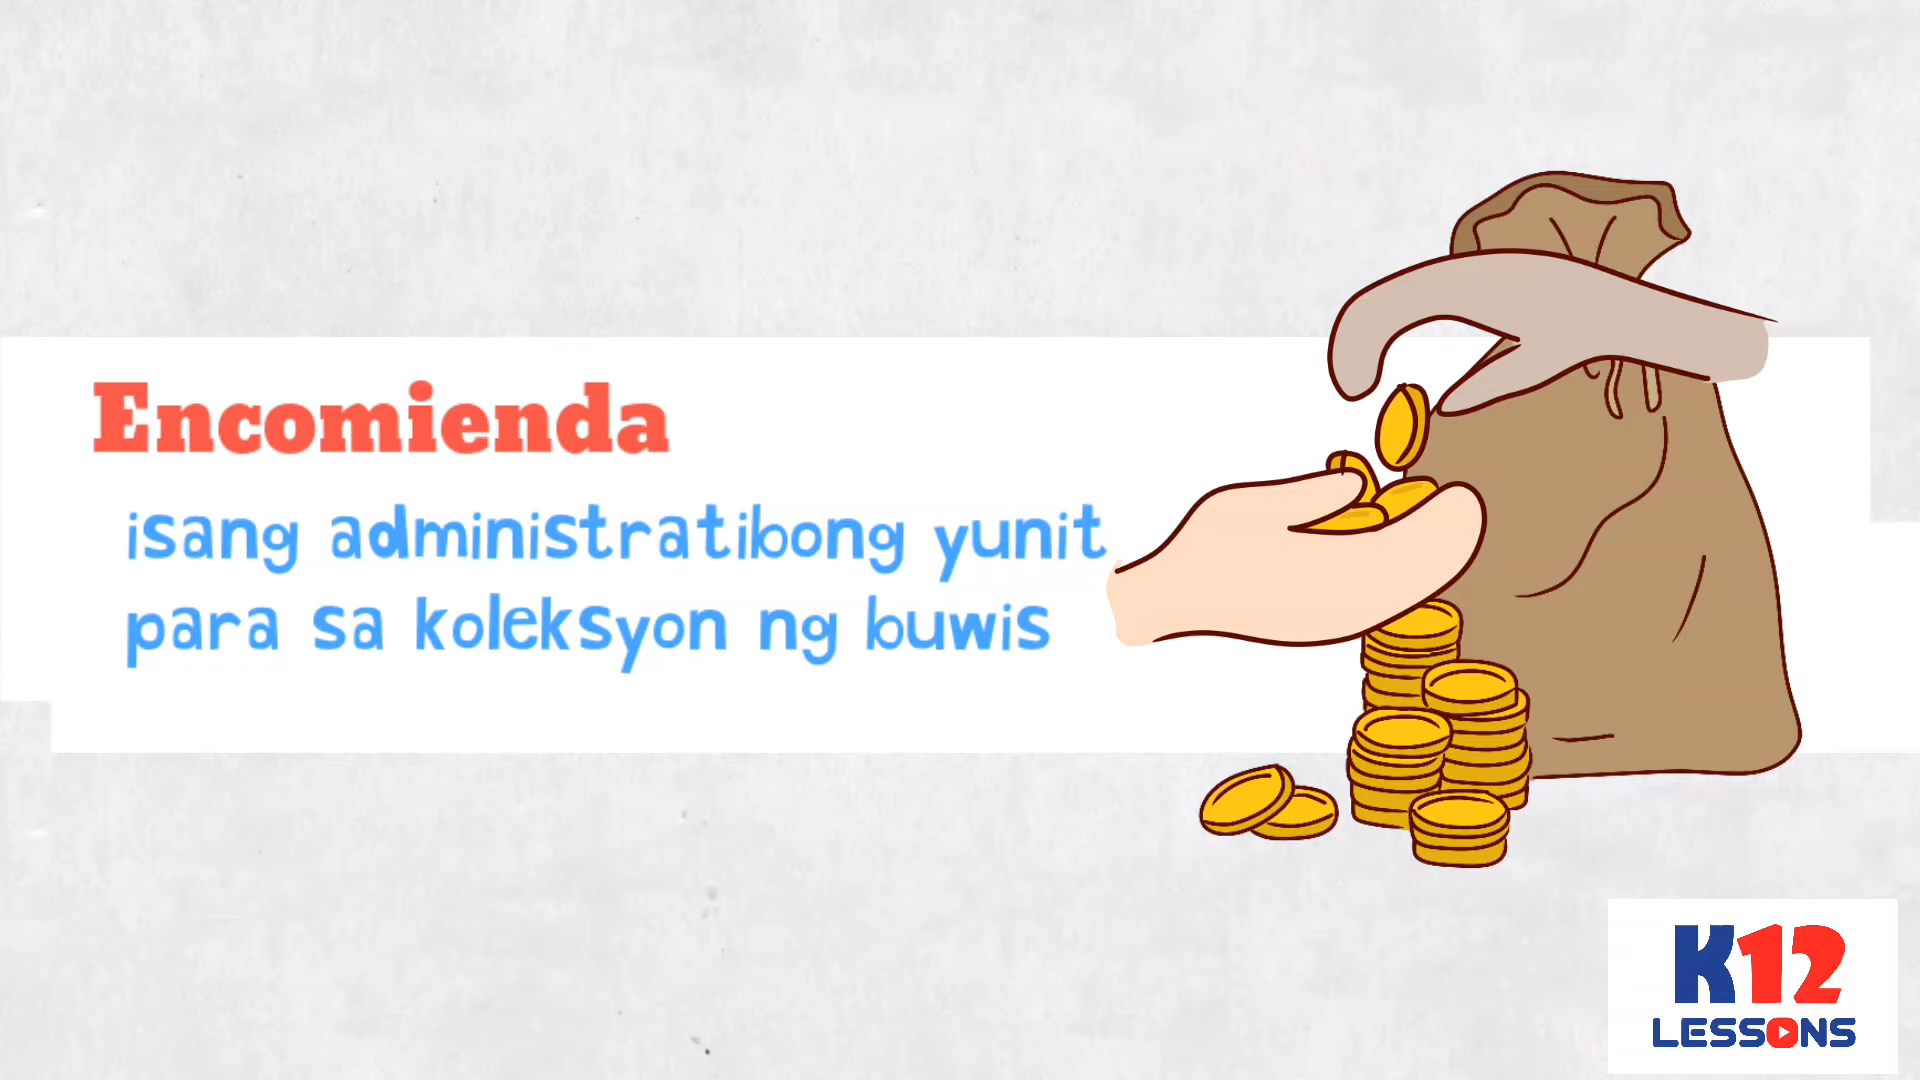 Encomienda
isang administratibong yunit
para sa koleksyon ng buwis
K12
LESSONS